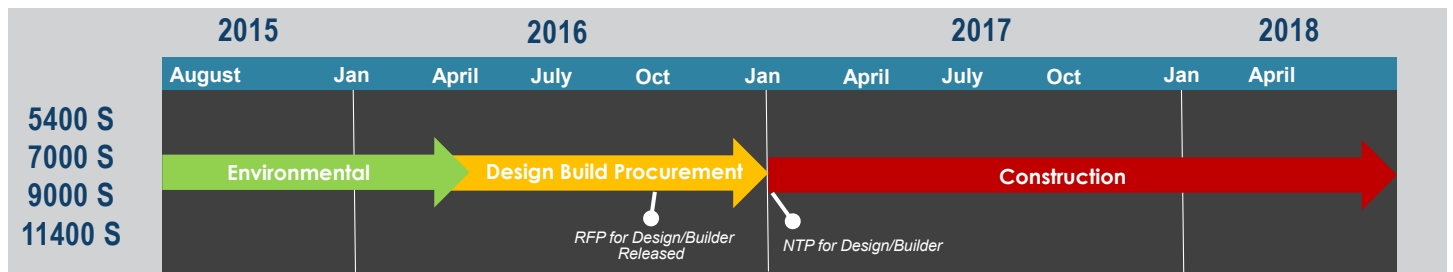 2015 2016 2017 2018
August Jan April July Oct Jan April July Oct Jan April
5400 S
7000 S
9000 S
11400 S
Environmental Design Build Procurement Construction
RFP for Design/Builder
Released
NTP for Design/Builder